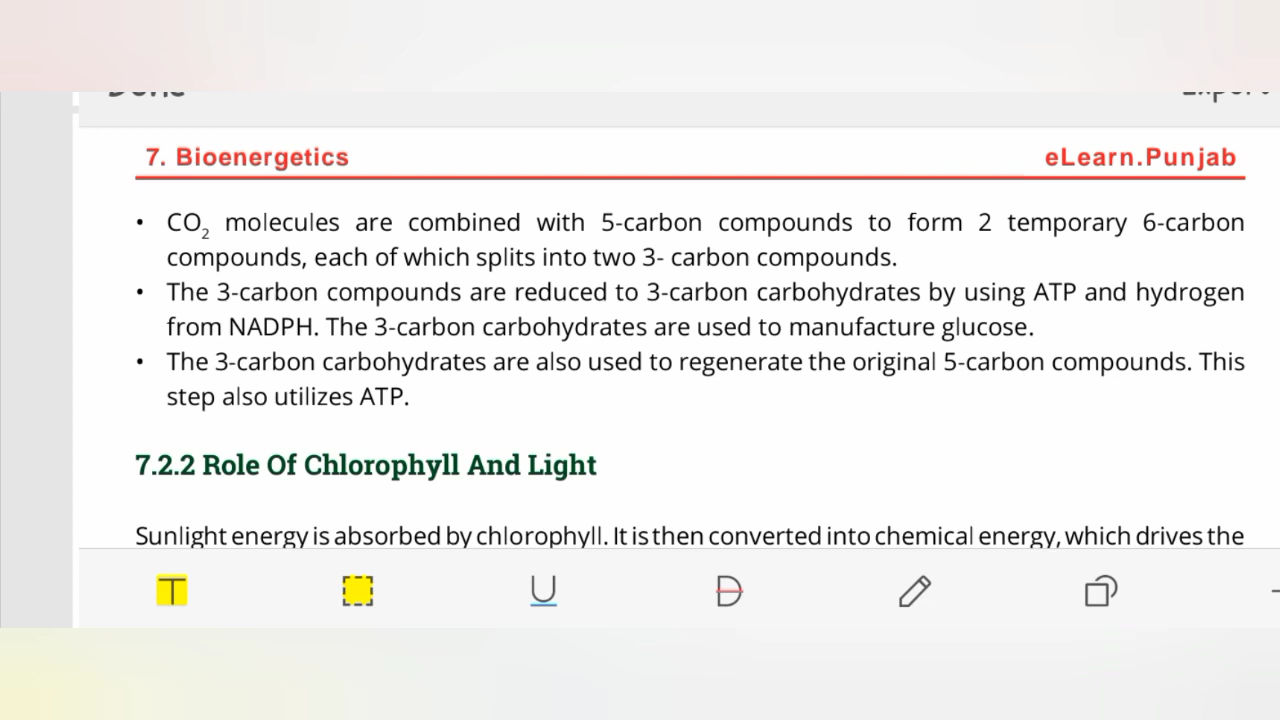 7. Bioenergetics eLearn.Punjab
• CO₂ molecules are combined with 5-carbon compounds to form 2 temporary 6-carbon
compounds, each of which splits into two 3- carbon compounds.
• The 3-carbon compounds are reduced to 3-carbon carbohydrates by using ATP and hydrogen
from NADPH. The 3-carbon carbohydrates are used to manufacture glucose.
• The 3-carbon carbohydrates are also used to regenerate the original 5-carbon compounds. This
step also utilizes ATP.
7.2.2 Role Of Chlorophyll And Light
Sunlight energy is absorbed by chlorophyll. It is then converted into chemical energy, which drives the
T U D